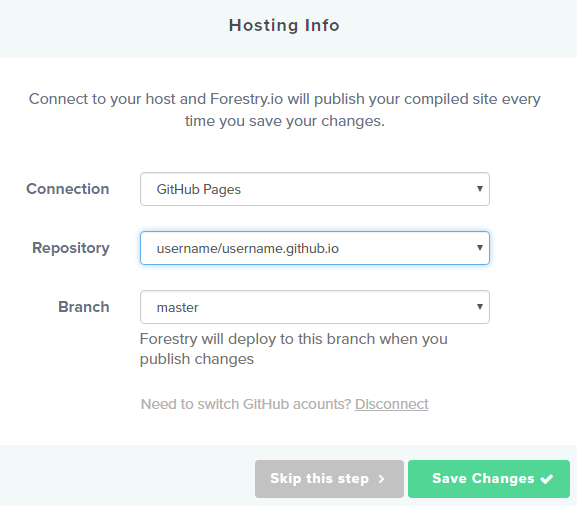 Hosting Info
Connect to your host and Forestry.io will publish your compiled site every
time you save your changes.
Connection
GitHub Pages
Repository
username/username.github.io
Branch
master
Forestry will deploy to this branch when you
publish changes
Need to switch GitHub acounts? Disconnect
Skip this step
Save Changes